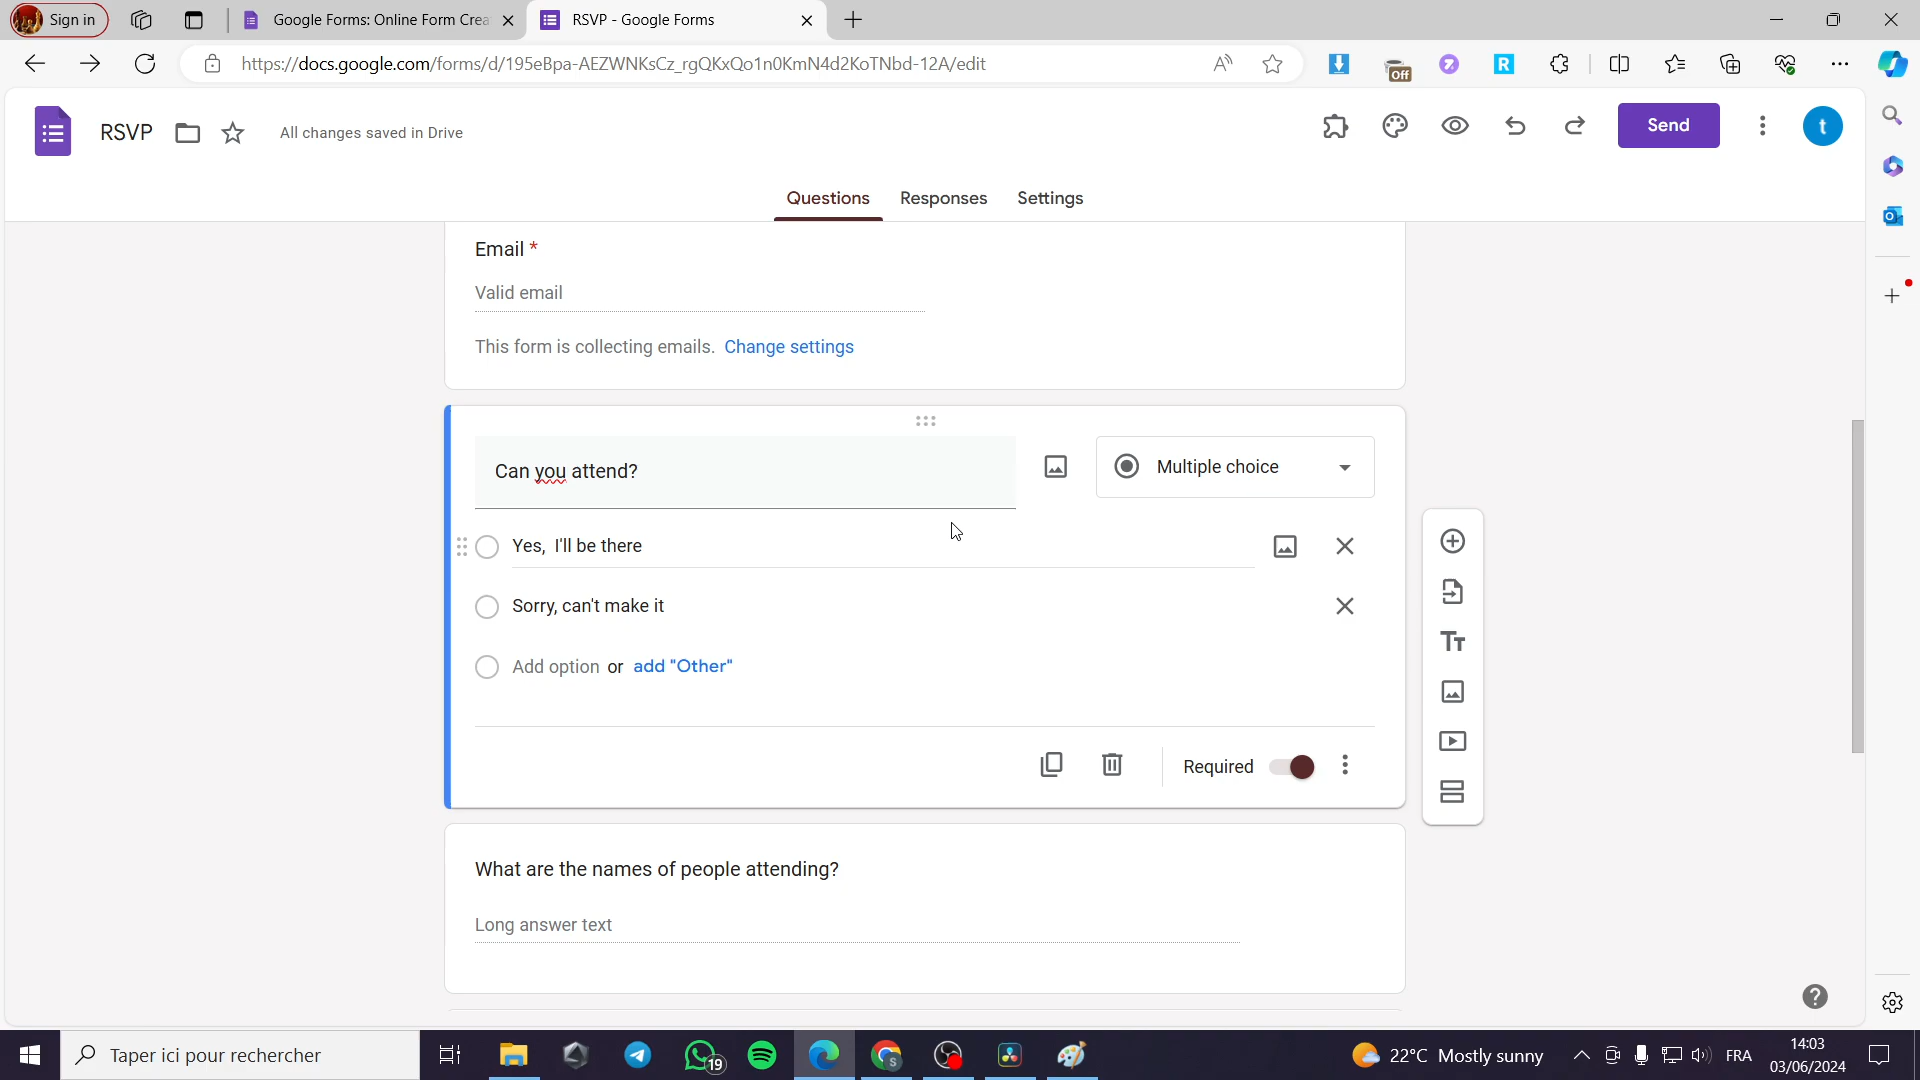 Sign in
Google Forms: Online Form Crea
RSVP - Google Forms
https://docs.google.com/forms/d/195eBpa-AEZWNKsCz_rgQKxQo1n0KmN4d2KoTNbd-12A/edit
Off
RSVP
All changes saved in Drive
Send
t
Questions
Responses
Settings
Email *
Valid email
This form is collecting emails. Change settings
Can you attend?
Multiple choice
Yes, I'll be there
Sorry, can't make it
Add option or add "Other"
Required
What are the names of people attending?
Long answer text
Taper ici pour rechercher
19
S
22°C Mostly sunny
FRA
14:03
03/06/2024